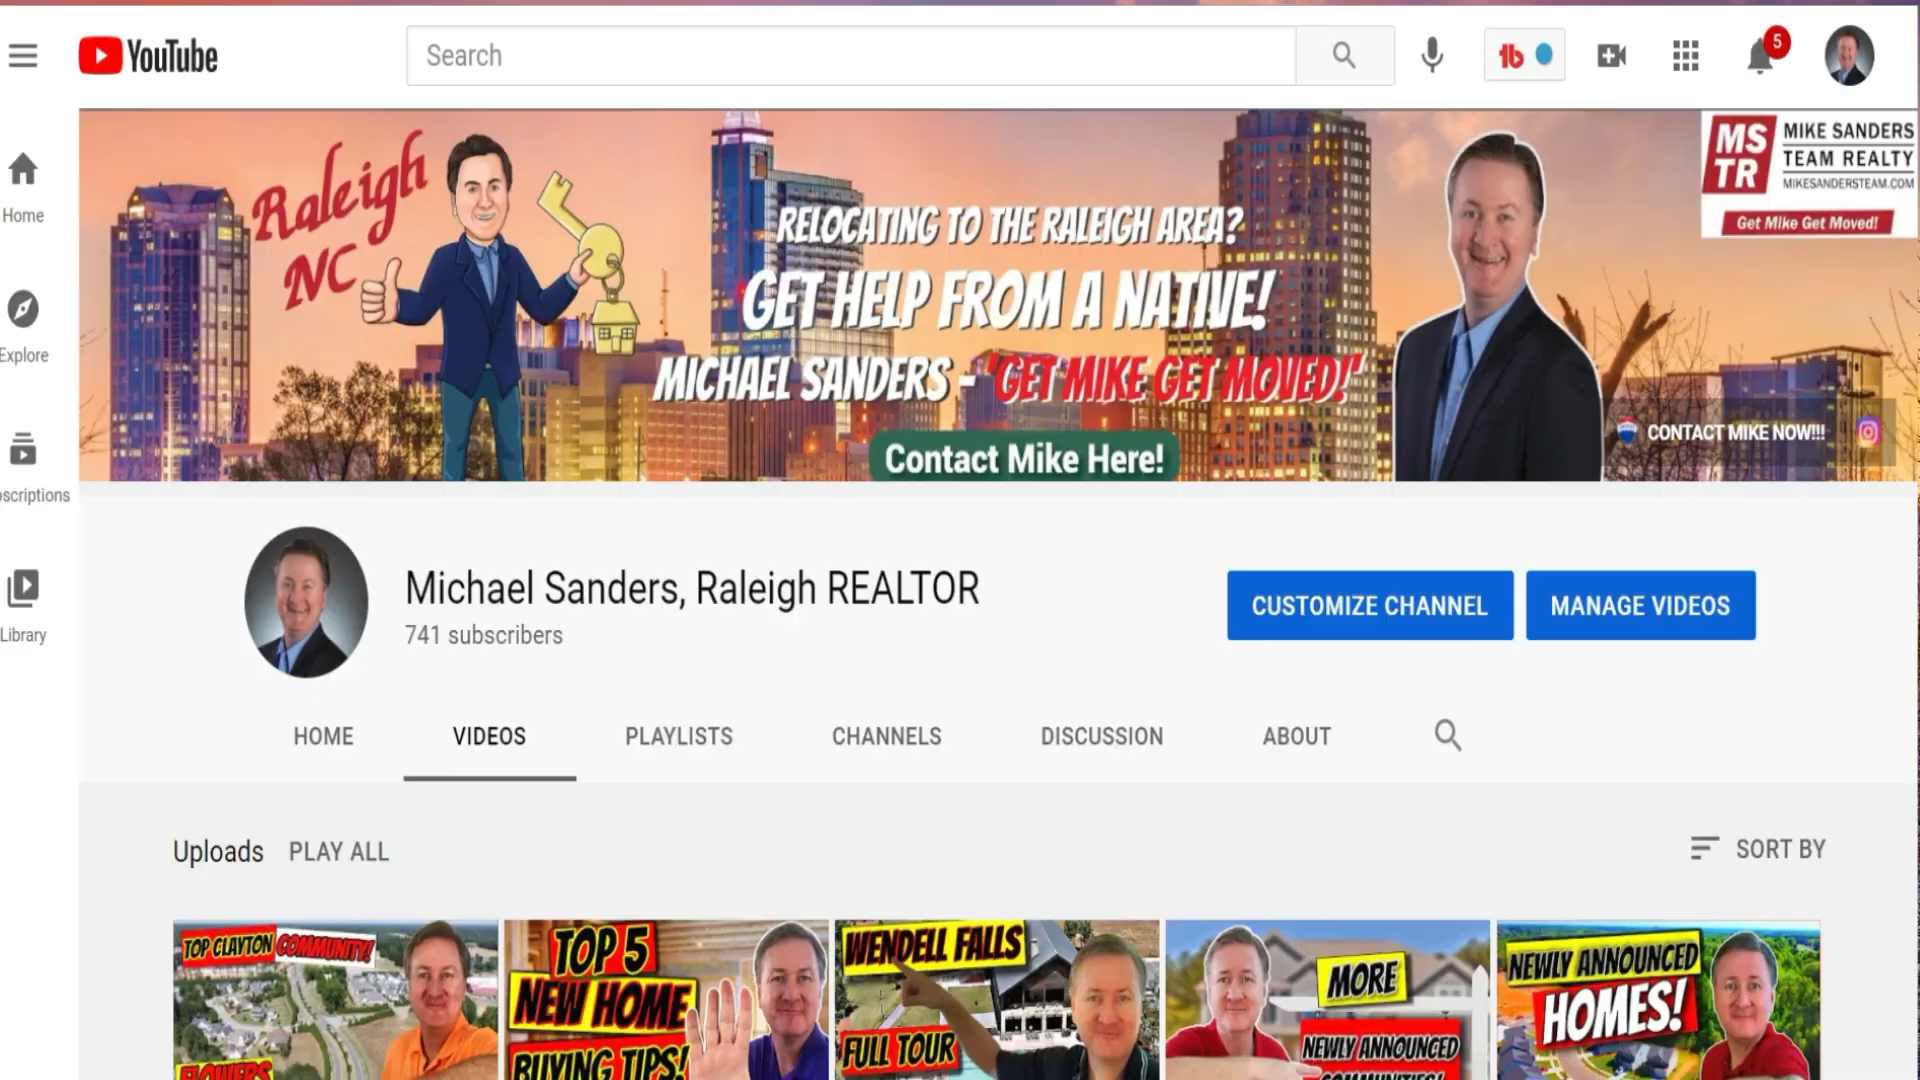 YouTube
Search
5
Home
Explore
scriptions
Library
Raleigh
NC
RELOCATING TO THE RALEIGH AREA?
GET HELP FROM A NATIVE!
MICHAEL SANDERS - 'GET MIKE GET MOVED!'
Contact Mike Here!
MS
TR
MIKE SANDERS
TEAM REALTY
MIKESANDERSTEAM.COM
Get Mike Get Moved!
CONTACT MIKE NOW!!!
Michael Sanders, Raleigh REALTOR
741 subscribers
CUSTOMIZE CHANNEL
MANAGE VIDEOS
HOME
VIDEOS
PLAYLISTS
CHANNELS
DISCUSSION
ABOUT
Uploads
PLAY ALL
SORT BY
TOP CLAYTON COMMUNITY!
FLOWERS
TOP 5
NEW HOME
BUYING TIPS!
WENDELL FALLS
FULL TOUR
MORE
NEWLY ANNOUNCED
COMMUNITIES!
NEWLY ANNOUNCED
HOMES!